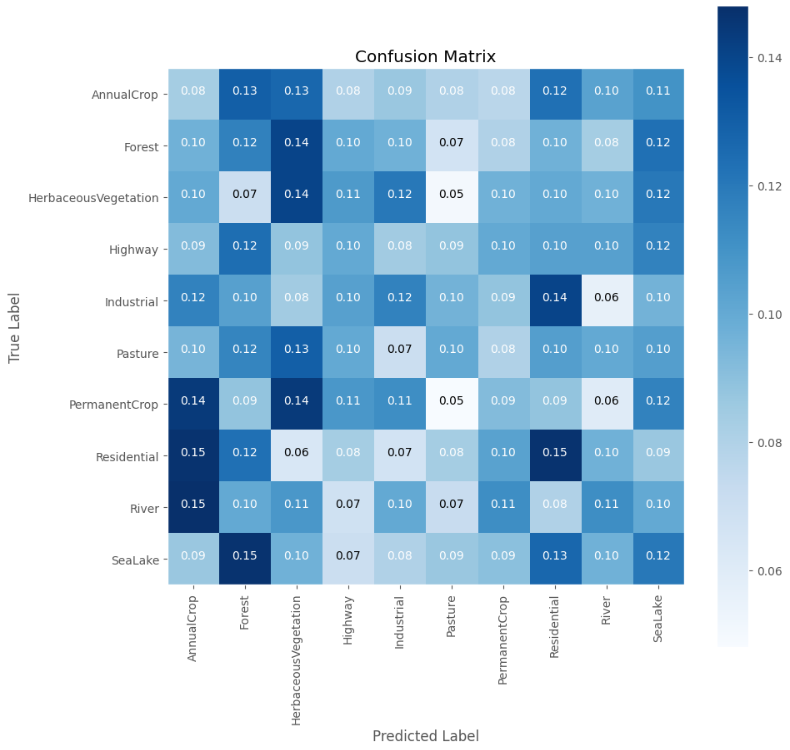 Confusion Matrix
True Label
AnnualCrop 0.08 0.13 0.13 0.08 0.09 0.08 0.08 0.12 0.10 0.11
Forest 0.10 0.12 0.14 0.10 0.10 0.07 0.08 0.10 0.08 0.12
HerbaceousVegetation 0.10 0.07 0.14 0.11 0.12 0.05 0.10 0.10 0.10 0.12
Highway 0.09 0.12 0.09 0.10 0.08 0.09 0.10 0.10 0.10 0.12
Industrial 0.12 0.10 0.08 0.10 0.12 0.10 0.09 0.14 0.06 0.10
Pasture 0.10 0.12 0.13 0.10 0.07 0.10 0.08 0.10 0.10 0.10
PermanentCrop 0.14 0.09 0.14 0.11 0.11 0.05 0.09 0.09 0.06 0.12
Residential 0.15 0.12 0.06 0.08 0.07 0.08 0.10 0.15 0.10 0.09
River 0.15 0.10 0.11 0.07 0.10 0.07 0.11 0.08 0.11 0.10
SeaLake 0.09 0.15 0.10 0.07 0.08 0.09 0.09 0.13 0.10 0.12
AnnualCrop
Forest
HerbaceousVegetation
Highway
Industrial
Pasture
PermanentCrop
Residential
River
SeaLake
Predicted Label
0.14
0.12
0.10
0.08
0.06